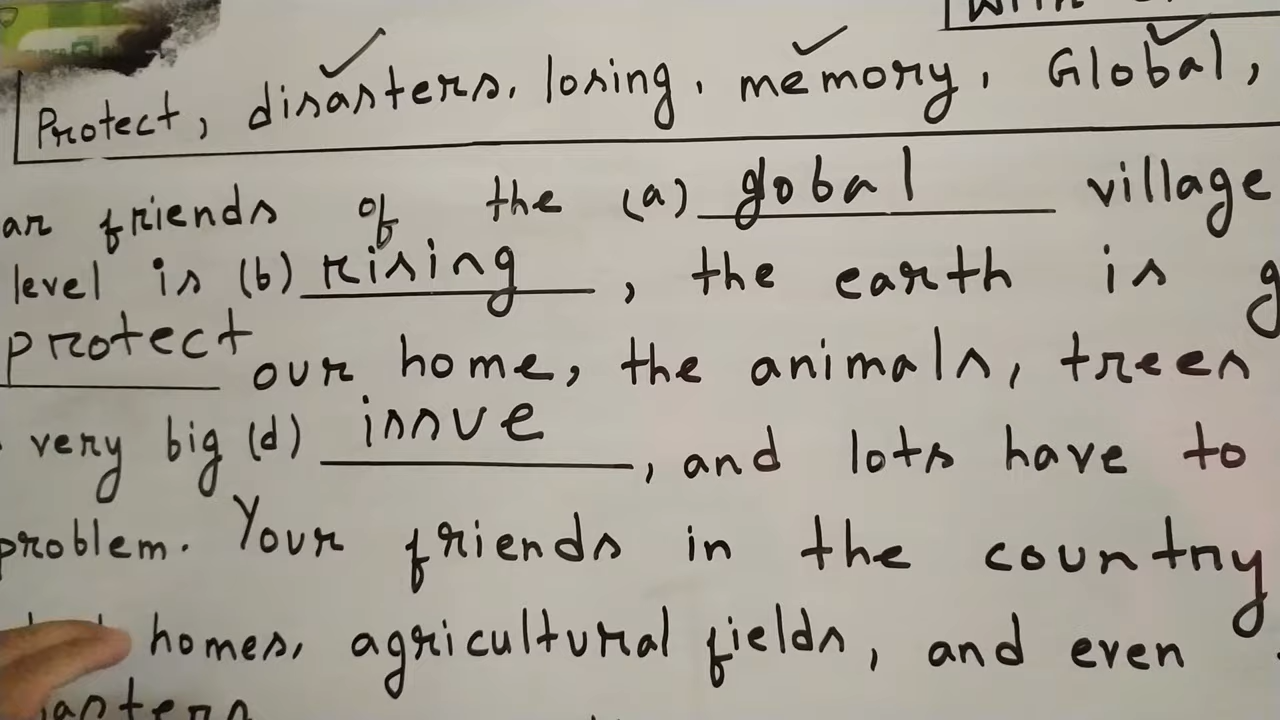 Protect, disasters, losing, memory, Global,
ar friends of the (a) gobal village
level is (b) rising, the earth is g
protect our home, the animals, trees
very big (d) issue, and lots have to
problem. Your friends in the country
homes, agricultural fields, and even
asters